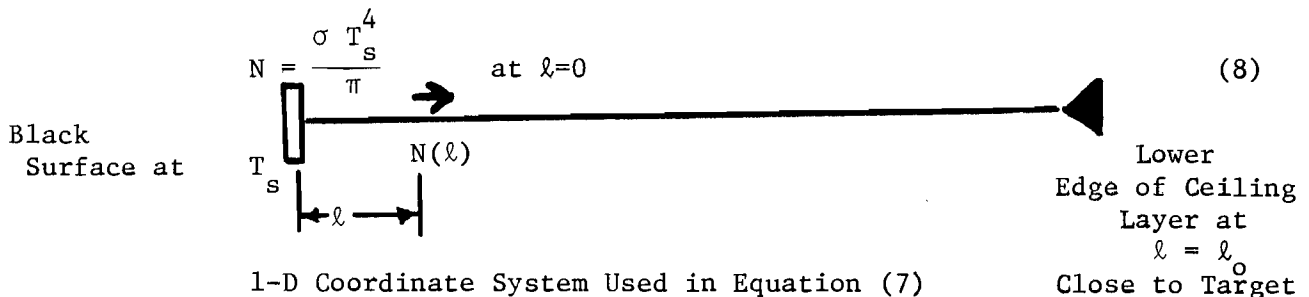 N = σ T_s^4 / π at ℓ=0 (8)
Black
Surface at T_s
N(ℓ)
ℓ
Lower
Edge of Ceiling
Layer at
ℓ = ℓ_o
Close to Target
1-D Coordinate System Used in Equation (7)